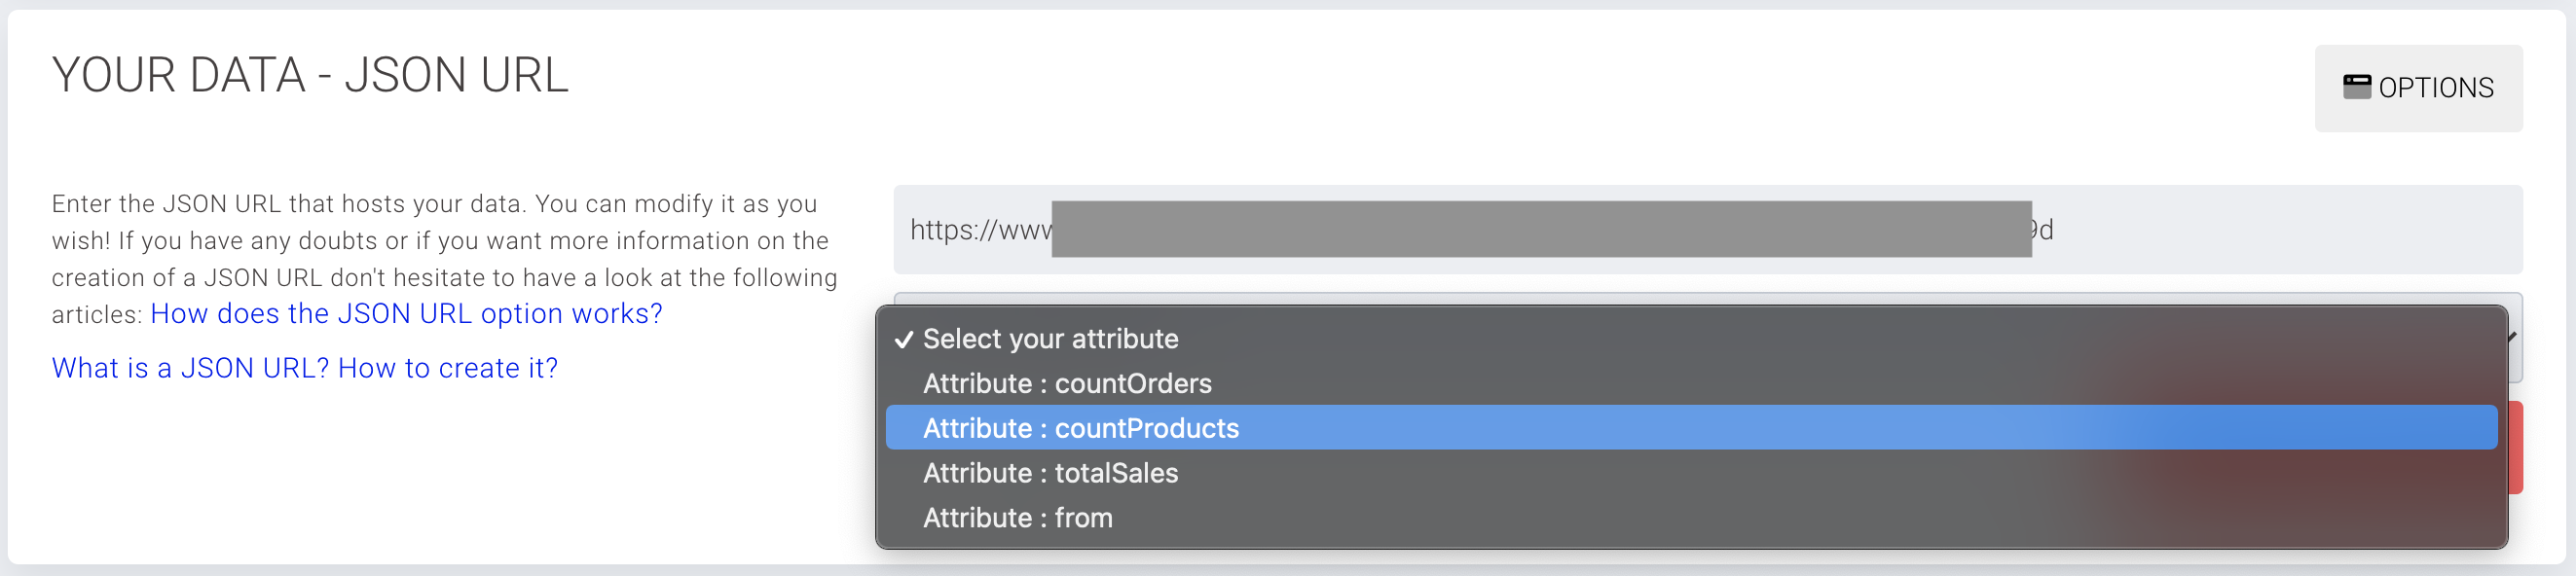 YOUR DATA - JSON URL
OPTIONS
Enter the JSON URL that hosts your data. You can modify it as you
wish! If you have any doubts or if you want more information on the
creation of a JSON URL don't hesitate to have a look at the following
articles: How does the JSON URL option works?
What is a JSON URL? How to create it?
https://www
9d
✓ Select your attribute
Attribute : countOrders
Attribute : countProducts
Attribute : totalSales
Attribute : from